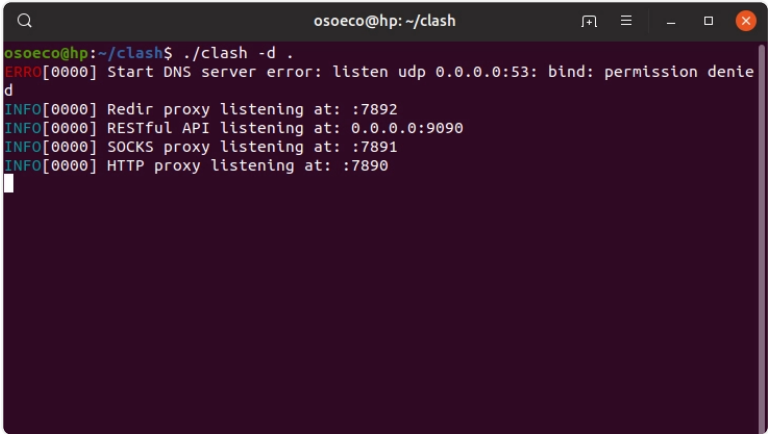 osoeco@hp: ~/clash
osoeco@hp:~/clash$ ./clash -d .
ERRO[0000] Start DNS server error: listen udp 0.0.0.0:53: bind: permission denie
d
INFO[0000] Redir proxy listening at: :7892
INFO[0000] RESTful API listening at: 0.0.0.0:9090
INFO[0000] SOCKS proxy listening at: :7891
INFO[0000] HTTP proxy listening at: :7890